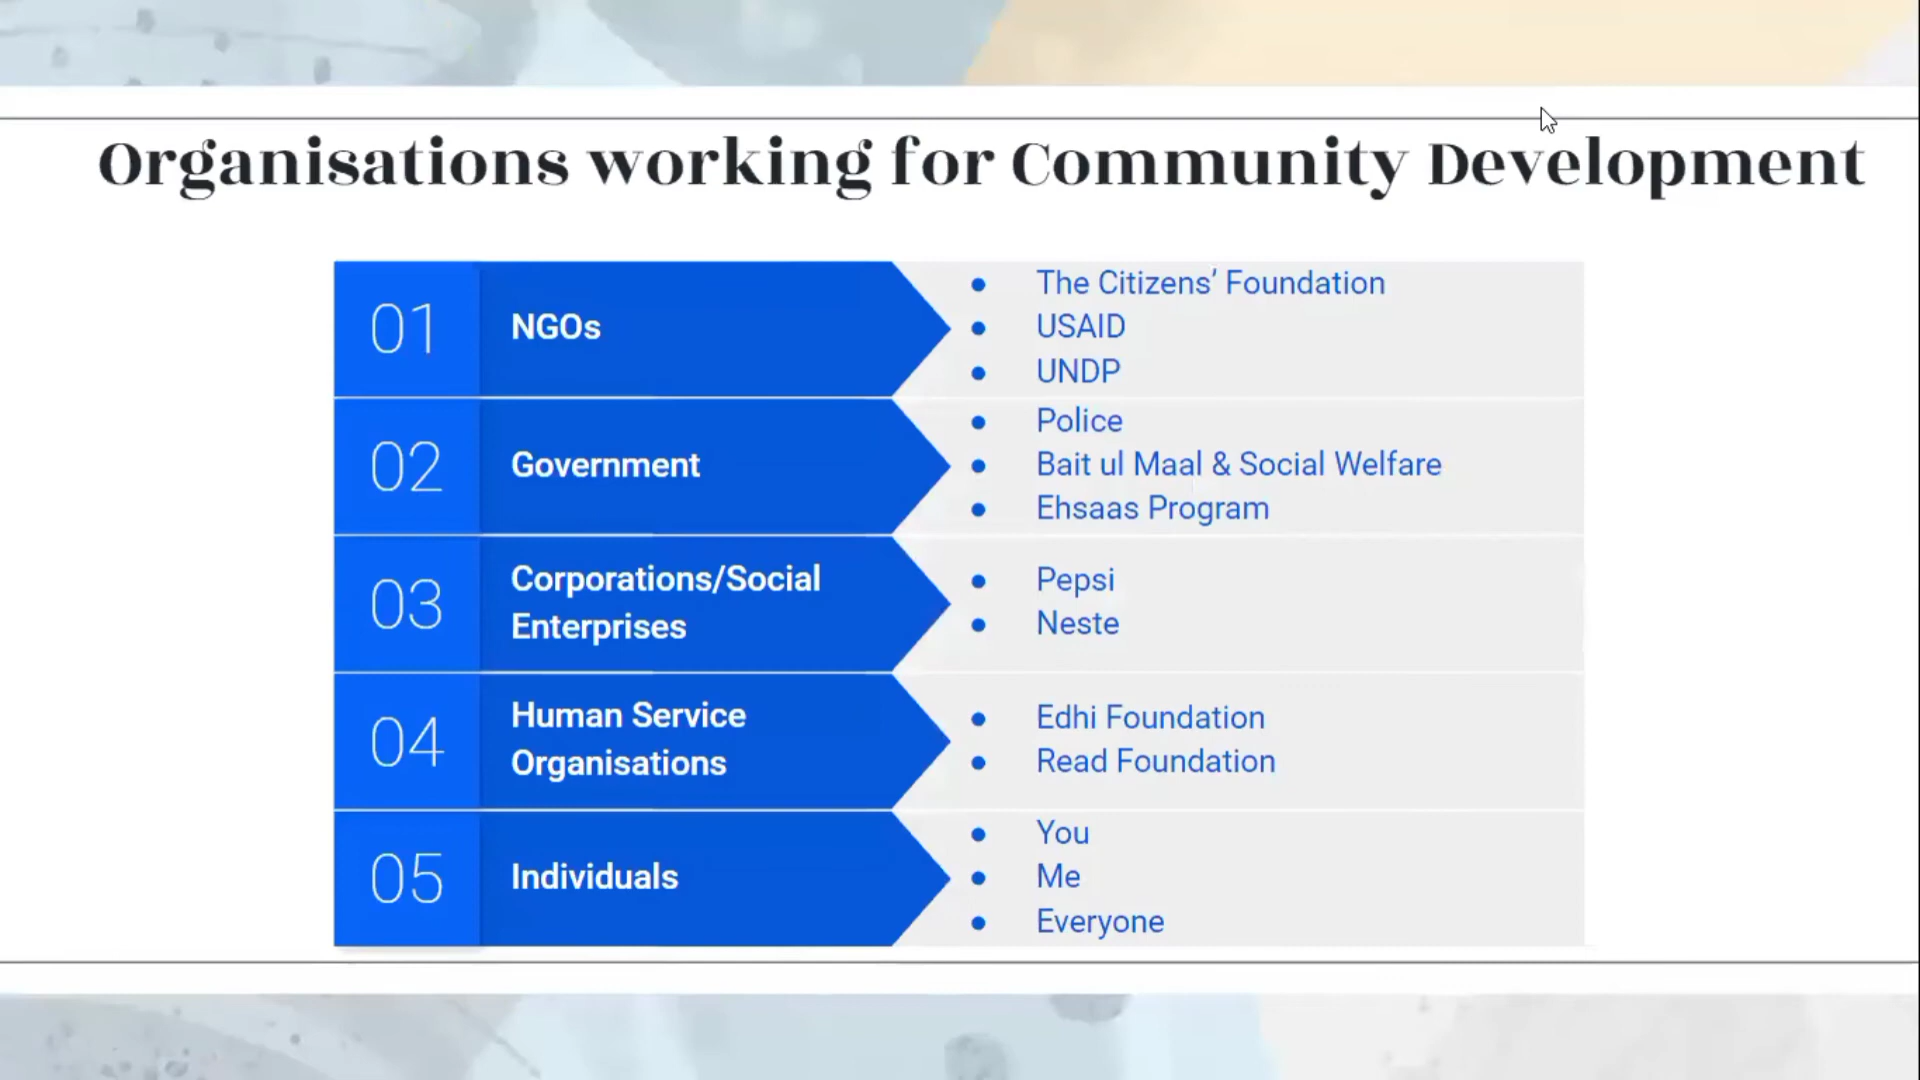 Organisations working for Community Development
01
NGOs
The Citizens’ Foundation
USAID
UNDP
02
Government
Police
Bait ul Maal & Social Welfare
Ehsaas Program
03
Corporations/Social
Enterprises
Pepsi
Neste
04
Human Service
Organisations
Edhi Foundation
Read Foundation
05
Individuals
You
Me
Everyone